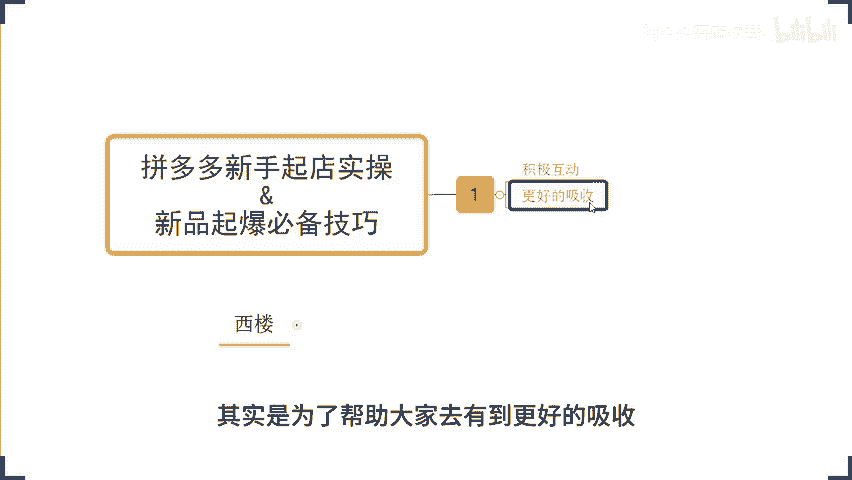 bilibili
拼多多新手起店实操
&
新品起爆必备技巧
1
积极互动
更好的吸收
西楼
其实是为了帮助大家去有到更好的吸收